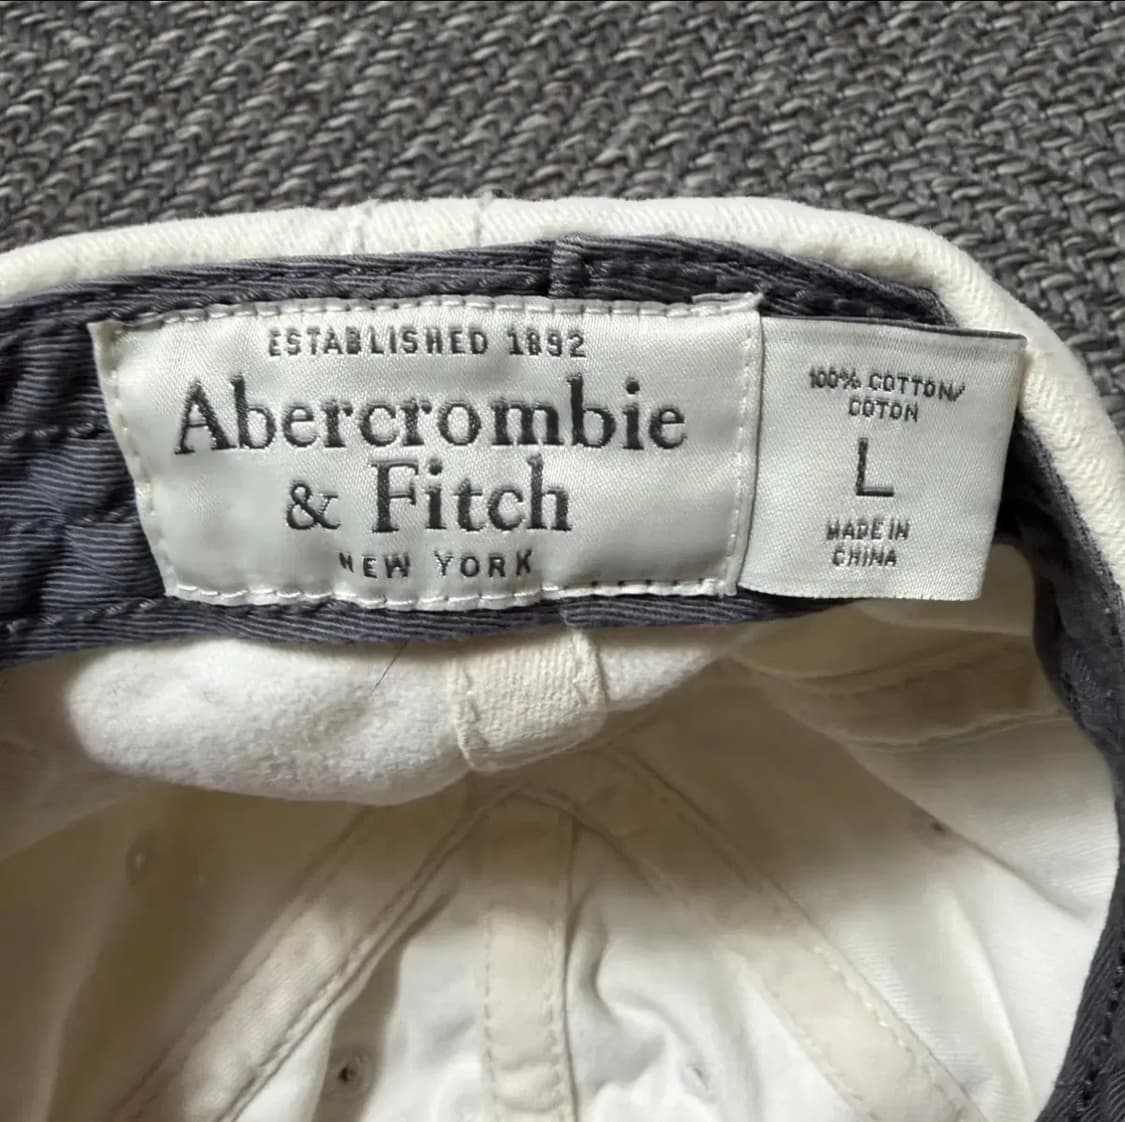 ESTABLISHED 1892
Abercrombie
& Fitch
NEW YORK
100% COTTON/
COTON
L
MADE IN
CHINA